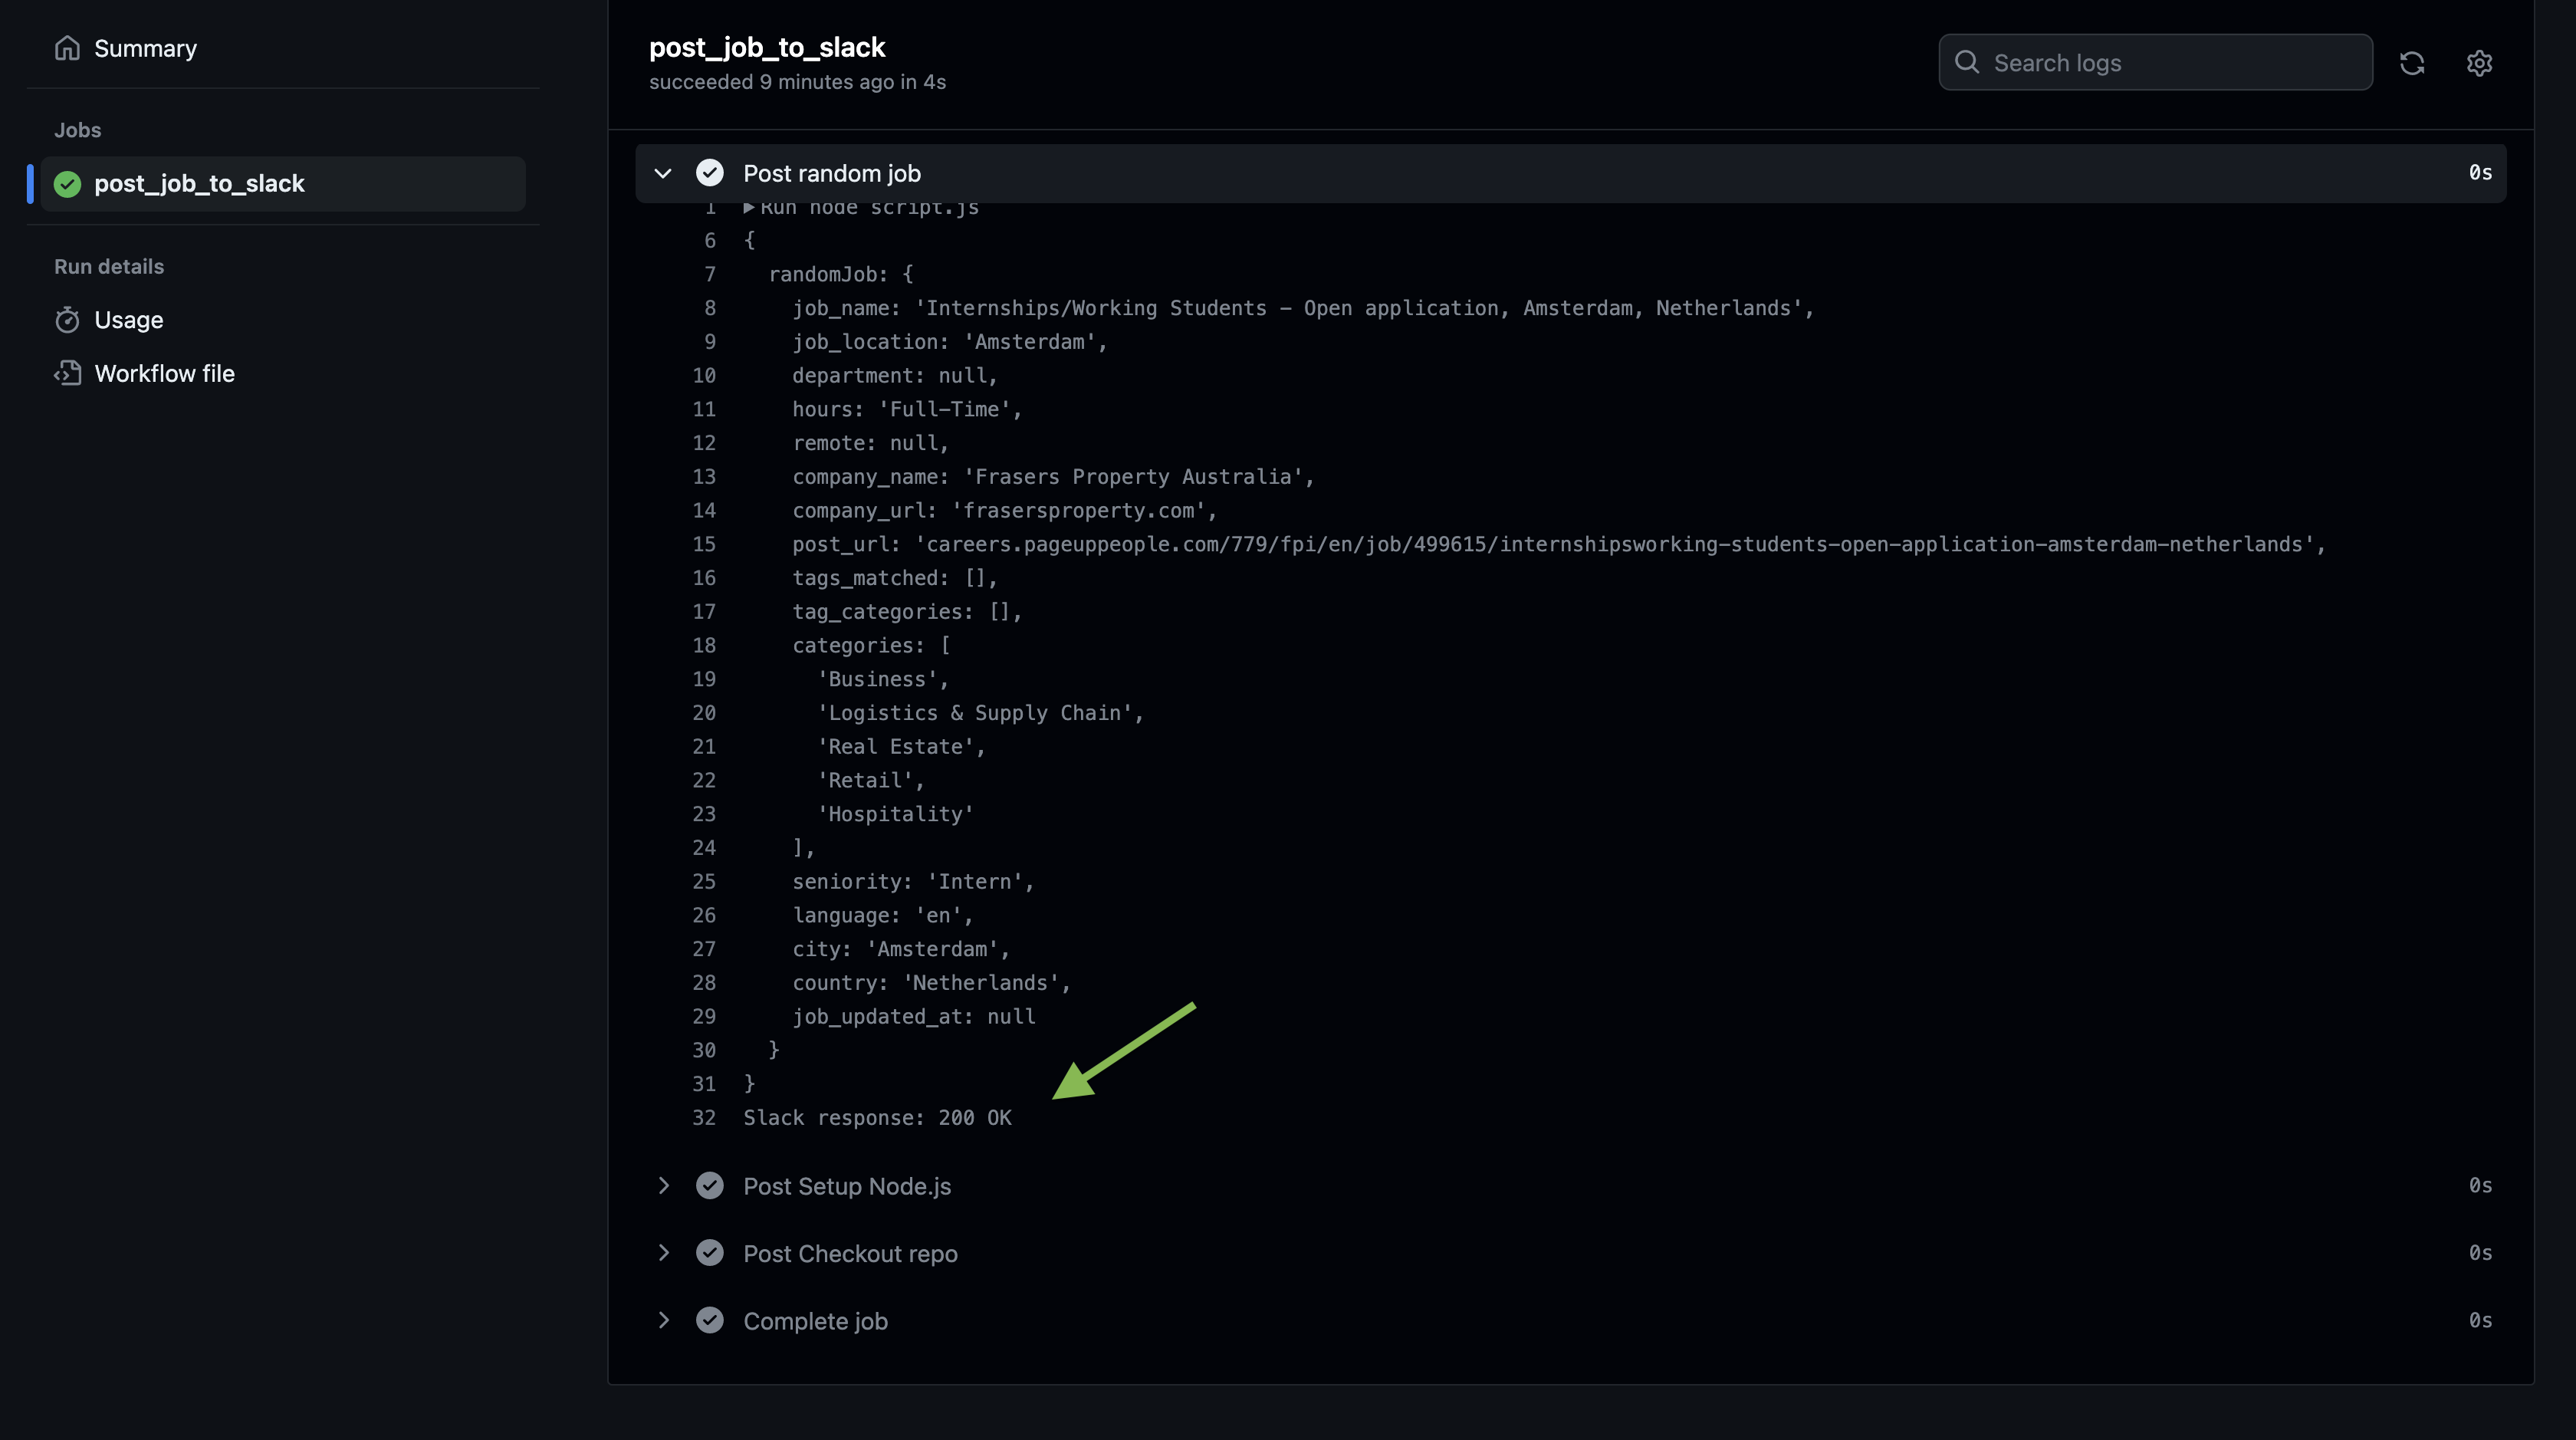 Summary
Jobs
post_job_to_slack
Run details
Usage
Workflow file
post_job_to_slack
succeeded 9 minutes ago in 4s
Search logs
Post random job 0s
1 Run node script.js
6 {
7 randomJob: {
8 job_name: 'Internships/Working Students - Open application, Amsterdam, Netherlands',
9 job_location: 'Amsterdam',
10 department: null,
11 hours: 'Full-Time',
12 remote: null,
13 company_name: 'Frasers Property Australia',
14 company_url: 'frasersproperty.com',
15 post_url: 'careers.pageuppeople.com/779/fpi/en/job/499615/internshipsworking-students-open-application-amsterdam-netherlands',
16 tags_matched: [],
17 tag_categories: [],
18 categories: [
19 'Business',
20 'Logistics & Supply Chain',
21 'Real Estate',
22 'Retail',
23 'Hospitality'
24 ],
25 seniority: 'Intern',
26 language: 'en',
27 city: 'Amsterdam',
28 country: 'Netherlands',
29 job_updated_at: null
30 }
31 }
32 Slack response: 200 OK
Post Setup Node.js 0s
Post Checkout repo 0s
Complete job 0s